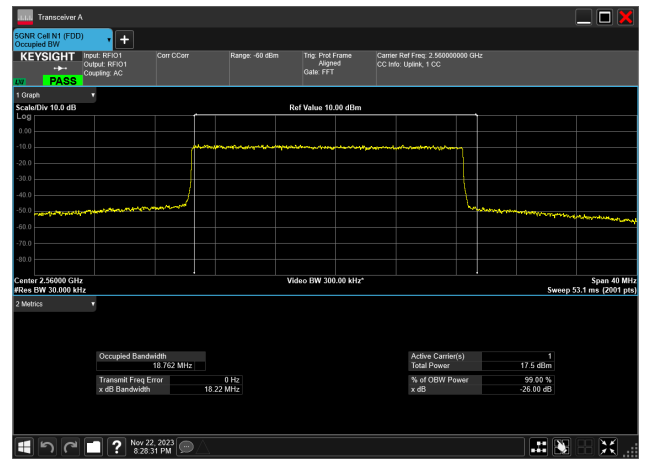 Transceiver A
5GNR Cell N1 (FDD)
Occupied BW
KEYSIGHT
LW
PASS
Input: RFIO1
Output: RFIO1
Coupling: AC
Corr CCorr
Range: -60 dBm
Trig: Prot Frame
Aligned
Gate: FFT
Carrier Ref Freq: 2.560000000 GHz
CC Info: Uplink, 1 CC
1 Graph
Scale/Div 10.0 dB
Ref Value 10.00 dBm
Log
0.00
-10.0
-20.0
-30.0
-40.0
-50.0
-60.0
-70.0
-80.0
Center 2.56000 GHz
Video BW 300.00 kHz*
Span 40 MHz
#Res BW 30.000 kHz
Sweep 53.1 ms (2001 pts)
2 Metrics
Occupied Bandwidth
18.762 MHz
Transmit Freq Error 0 Hz
x dB Bandwidth 18.22 MHz
Active Carrier(s) 1
Total Power 17.5 dBm
% of OBW Power 99.00 %
x dB -26.00 dB
Nov 22, 2023
8:28:31 PM